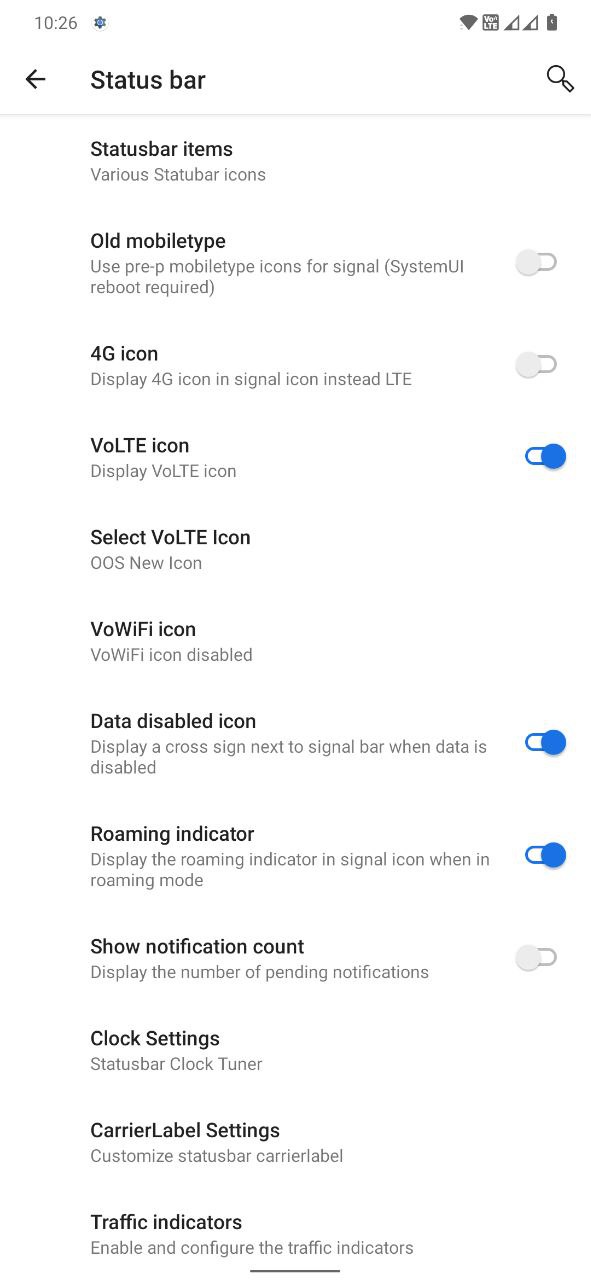 10:26
Vo LTE
Status bar
Statusbar items
Various Statubar icons
Old mobiletype
Use pre-p mobiletype icons for signal (SystemUI
reboot required)
4G icon
Display 4G icon in signal icon instead LTE
VoLTE icon
Display VoLTE icon
Select VoLTE Icon
OOS New Icon
VoWiFi icon
VoWiFi icon disabled
Data disabled icon
Display a cross sign next to signal bar when data is
disabled
Roaming indicator
Display the roaming indicator in signal icon when in
roaming mode
Show notification count
Display the number of pending notifications
Clock Settings
Statusbar Clock Tuner
CarrierLabel Settings
Customize statusbar carrierlabel
Traffic indicators
Enable and configure the traffic indicators